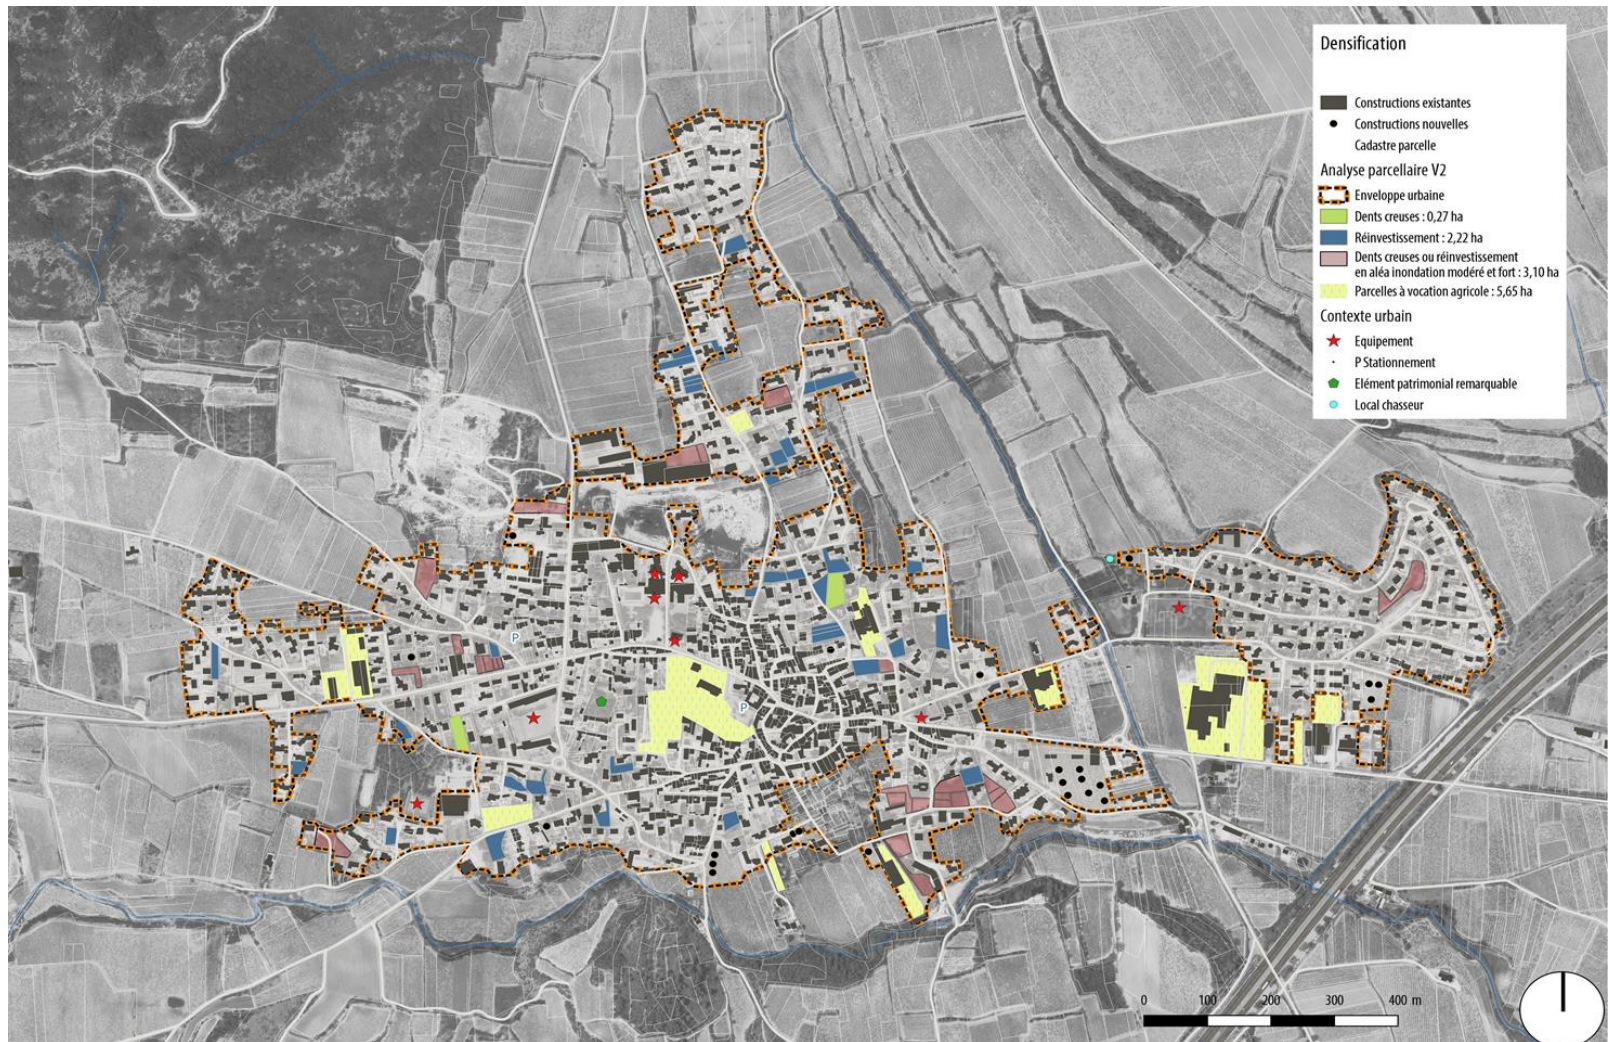 Densification
Constructions existantes
Constructions nouvelles
Cadastre parcelle
Analyse parcellaire V2
Enveloppe urbaine
Dents creuses : 0,27 ha
Réinvestissement : 2,22 ha
Dents creuses ou réinvestissement
en aléa inondation modéré et fort : 3,10 ha
Parcelles à vocation agricole : 5,65 ha
Contexte urbain
Equipement
P Stationnement
Elément patrimonial remarquable
Local chasseur
P
P
0 100 200 300 400 m